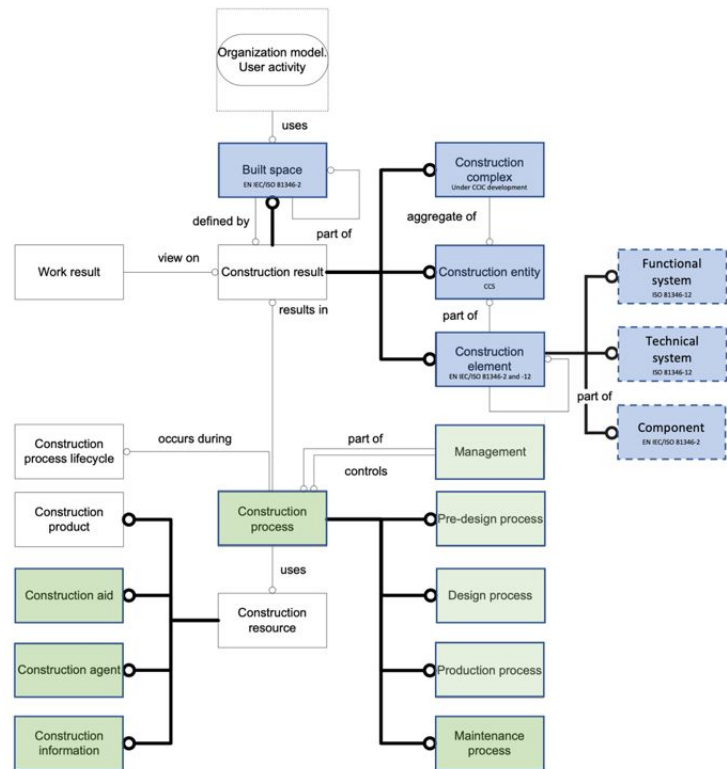 Organization model.
User activity
uses
Built space
EN IEC/ISO 81346-2
Construction
complex
Under CCIC development
defined by
part of
aggregate of
Work result
view on
Construction result
Construction entity
CCS
Functional
system
ISO 81346-12
results in
part of
Construction
element
EN IEC/ISO 81346-2 and -12
Technical
system
ISO 81346-12
part of
Component
EN IEC/ISO 81346-2
Construction
process lifecycle
occurs during
part of
controls
Management
Construction
product
Construction
process
Pre-design process
uses
Construction aid
Construction
resource
Design process
Construction agent
Production process
Construction
information
Maintenance
process